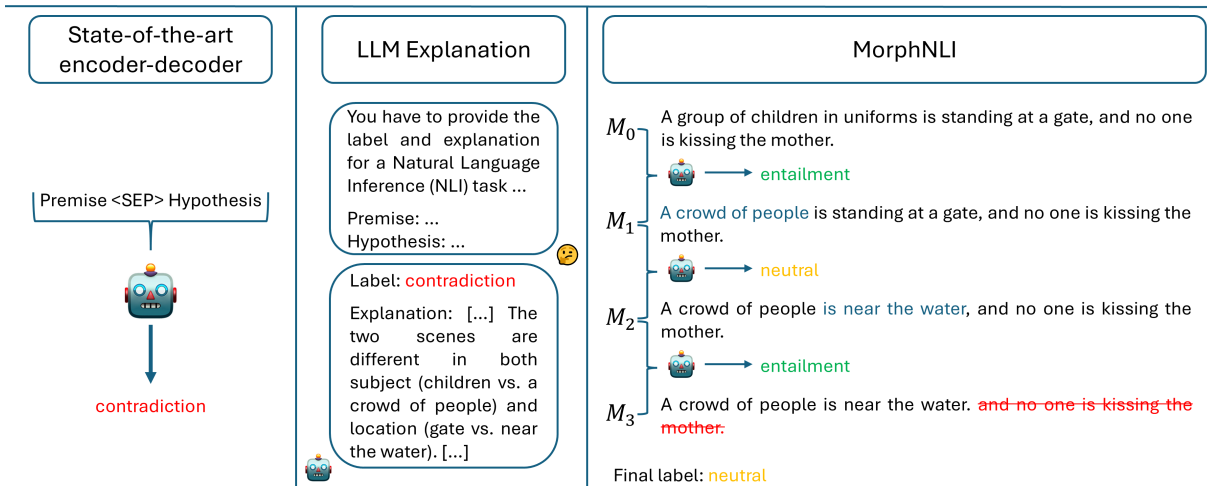 State-of-the-art
encoder-decoder
Premise <SEP> Hypothesis
contradiction
LLM Explanation
You have to provide the
label and explanation
for a Natural Language
Inference (NLI) task ...
Premise: ...
Hypothesis: ...
Label: contradiction
Explanation: [...] The
two scenes are
different in both
subject (children vs. a
crowd of people) and
location (gate vs. near
the water). [...]
MorphNLI
M0
A group of children in uniforms is standing at a gate, and no one
is kissing the mother.
entailment
M1
A crowd of people is standing at a gate, and no one is kissing the
mother.
neutral
M2
A crowd of people is near the water, and no one is kissing the
mother.
entailment
M3
A crowd of people is near the water. and no one is kissing the
mother.
Final label: neutral